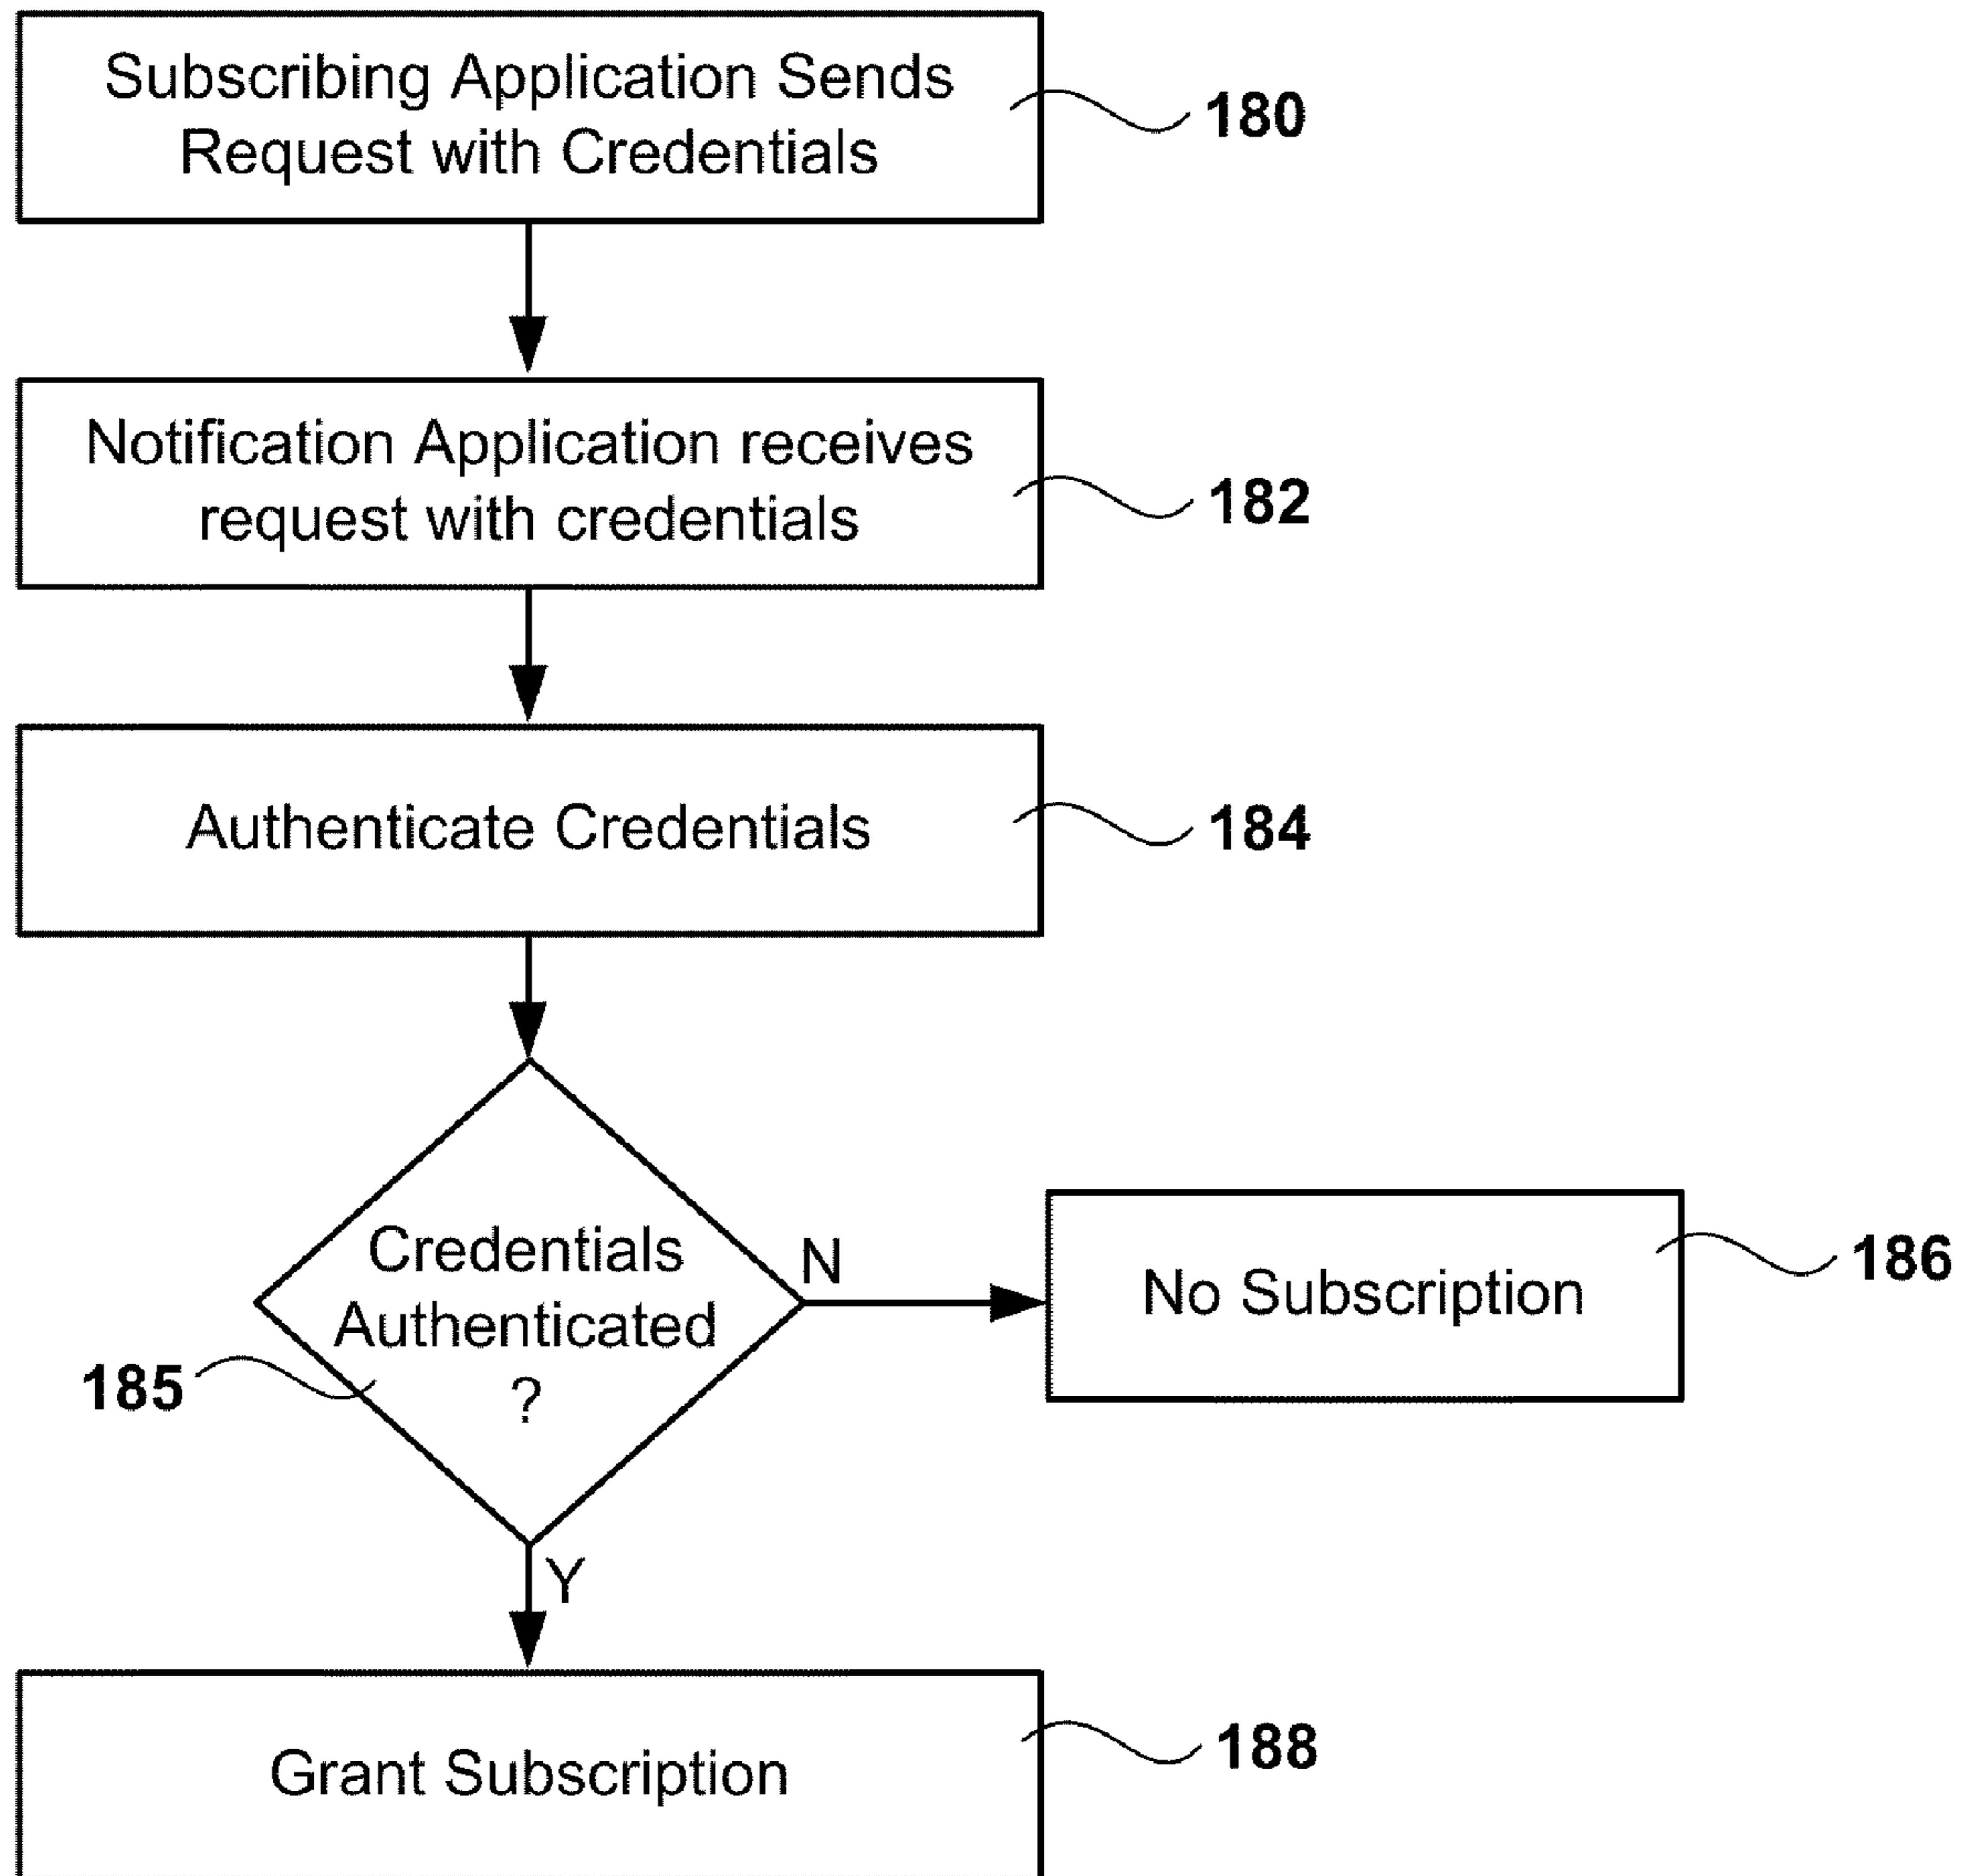 Subscribing Application Sends
Request with Credentials
180
Notification Application receives
request with credentials
182
Authenticate Credentials
184
Credentials
Authenticated
?
185
N
No Subscription
186
Y
Grant Subscription
188